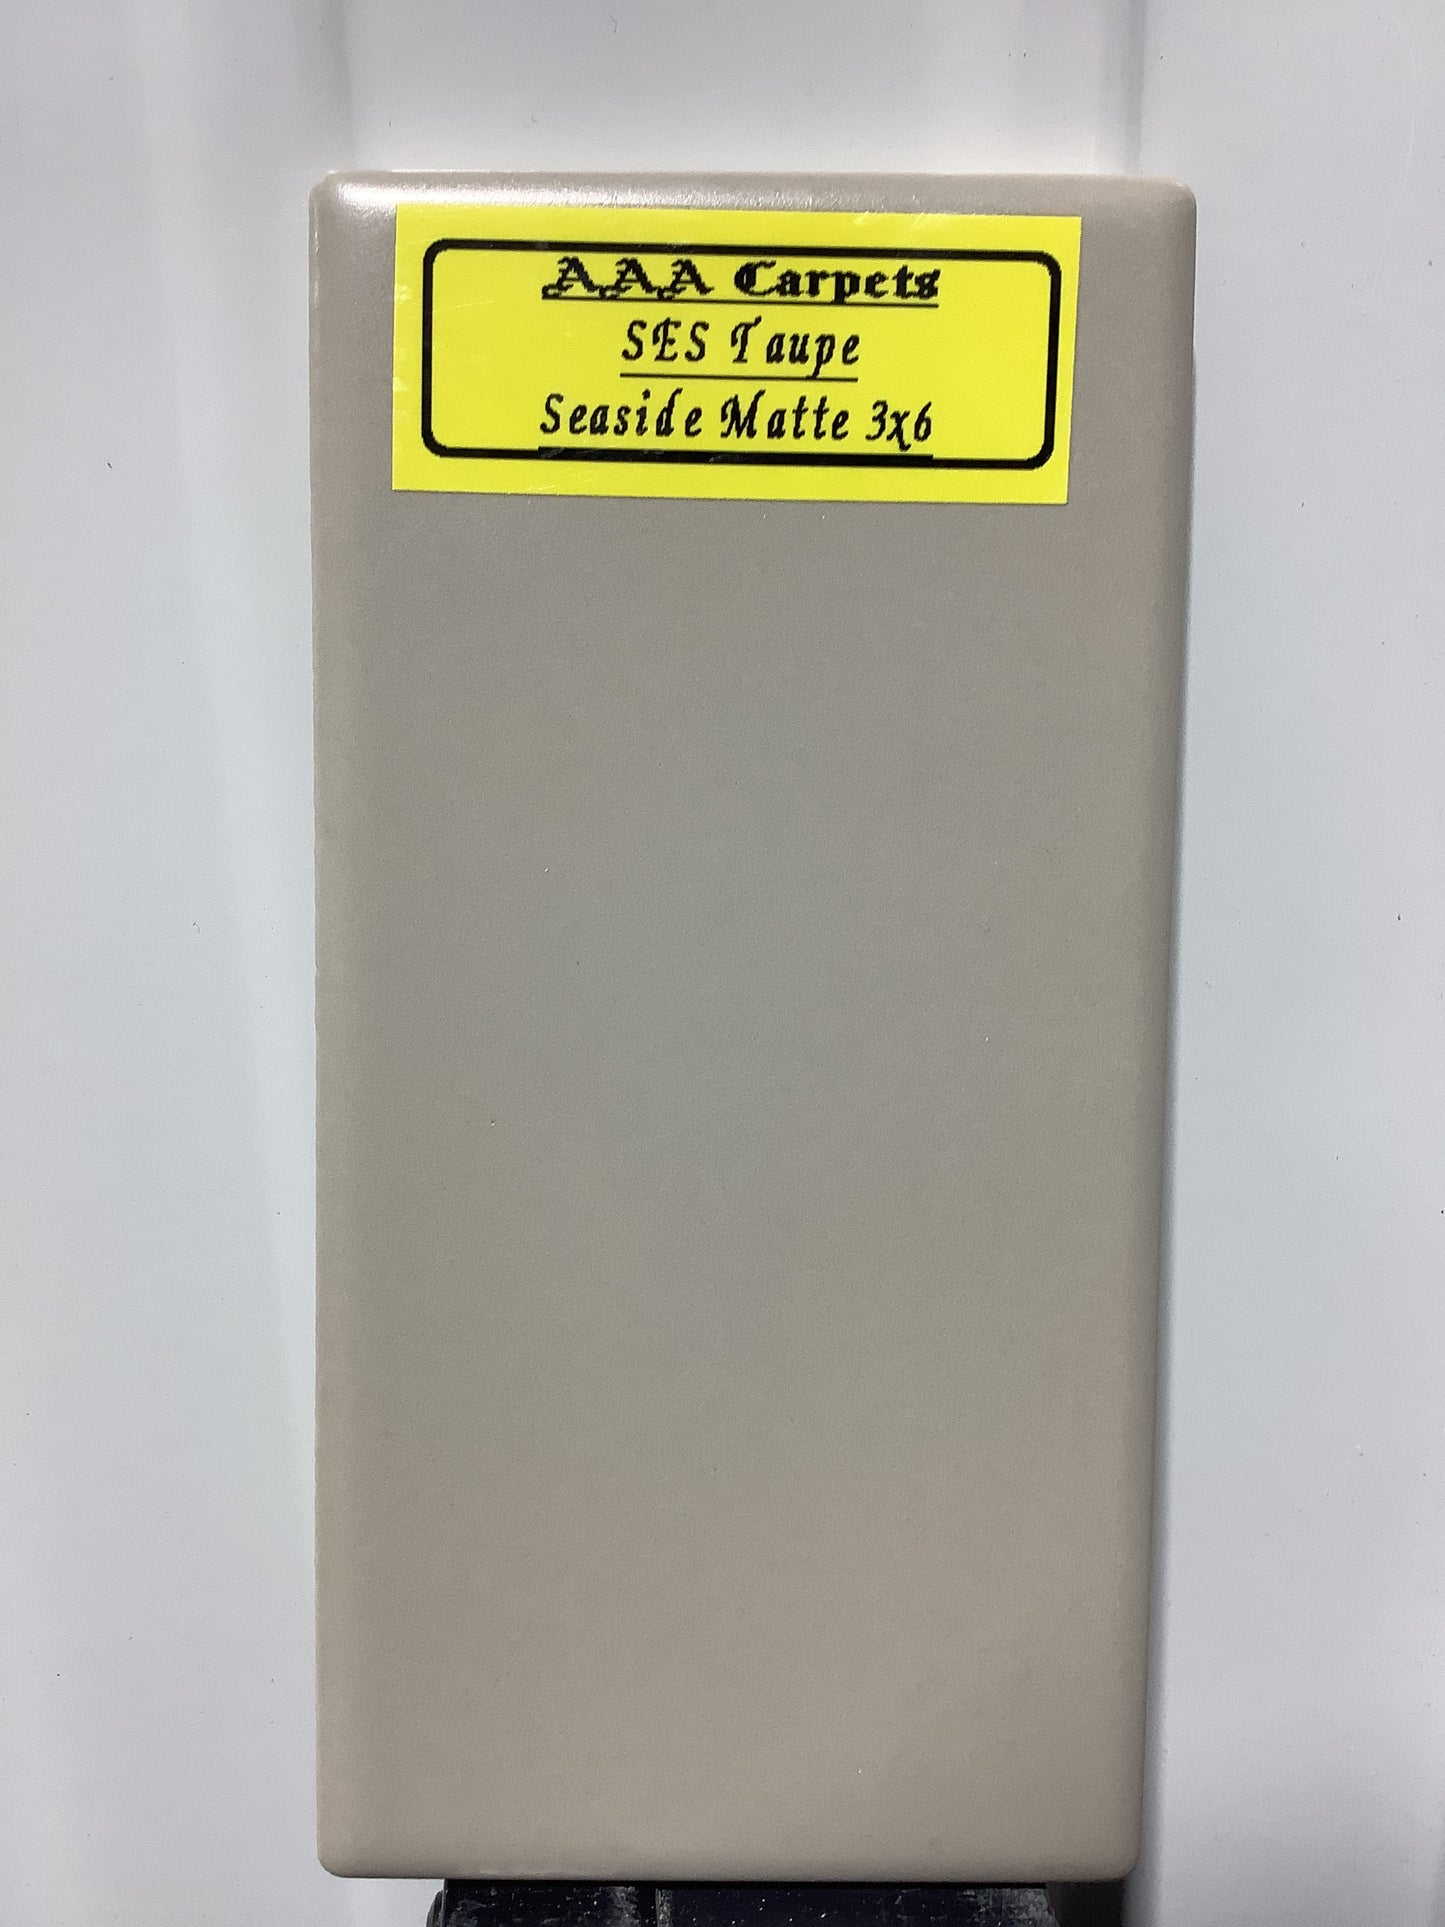 AAA Carpets
SES Taupe
Seaside Matte 3x6